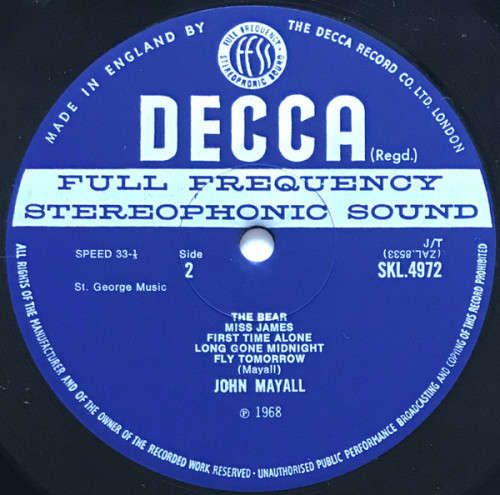 MADE IN ENGLAND BY
THE DECCA RECORD CO. LTD. LONDON
FULL FREQUENCY
FFSS
STEREOPHONIC SOUND
DECCA
(Regd.)
FULL FREQUENCY
STEREOPHONIC SOUND
SPEED 33-⅓
Side
2
J/T
(ZAL.8533)
SKL.4972
St. George Music
THE BEAR
MISS JAMES
FIRST TIME ALONE
LONG GONE MIDNIGHT
FLY TOMORROW
(Mayall)
JOHN MAYALL
℗ 1968
ALL RIGHTS OF THE MANUFACTURER AND OF THE OWNER OF THE RECORDED WORK RESERVED · UNAUTHORISED PUBLIC PERFORMANCE BROADCASTING AND COPYING OF THIS RECORD PROHIBITED